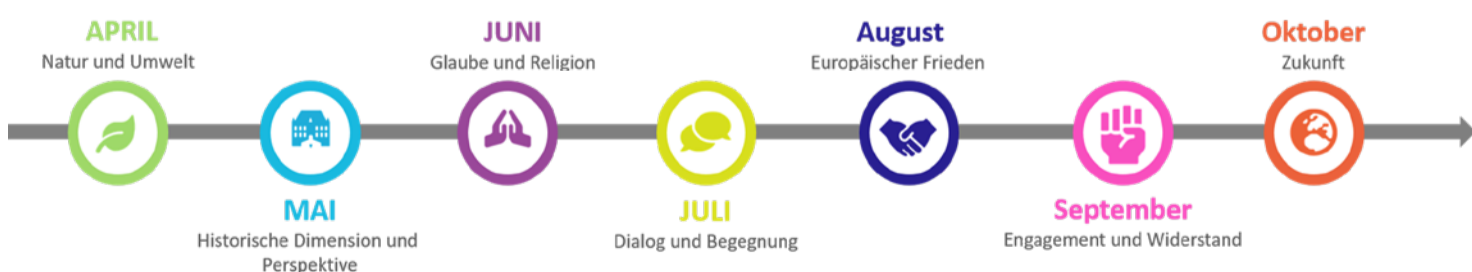 APRIL
Natur und Umwelt
MAI
Historische Dimension und
Perspektive
JUNI
Glaube und Religion
JULI
Dialog und Begegnung
August
Europäischer Frieden
September
Engagement und Widerstand
Oktober
Zukunft